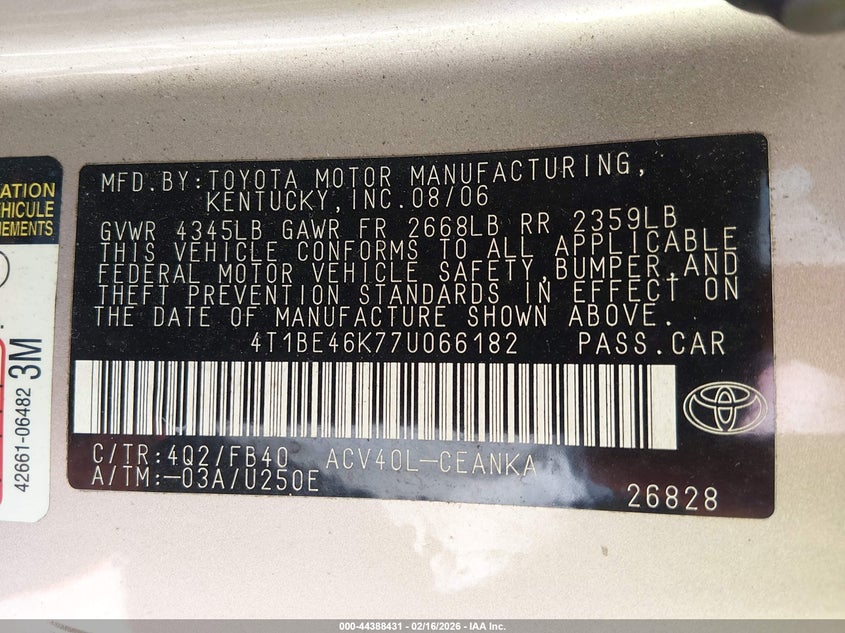 MFD.BY:TOYOTA MOTOR MANUFACTURING,
KENTUCKY,INC.08/06
GVWR 4345LB GAWR FR 2668LB RR 2359LB
THIS VEHICLE CONFORMS TO ALL APPLICABLE
FEDERAL MOTOR VEHICLE SAFETY,BUMPER,AND
THEFT PREVENTION STANDARDS IN EFFECT ON
THE DATE OF MANUFACTURE SHOWN ABOVE.
4T1BE46K77U066182 PASS.CAR
C/TR:4Q2/FB40 ACV40L-CEANKA
A/TM:-03A/U250E
26828
42661-06482 3M
000-44388431 - 02/16/2026 - IAA Inc.